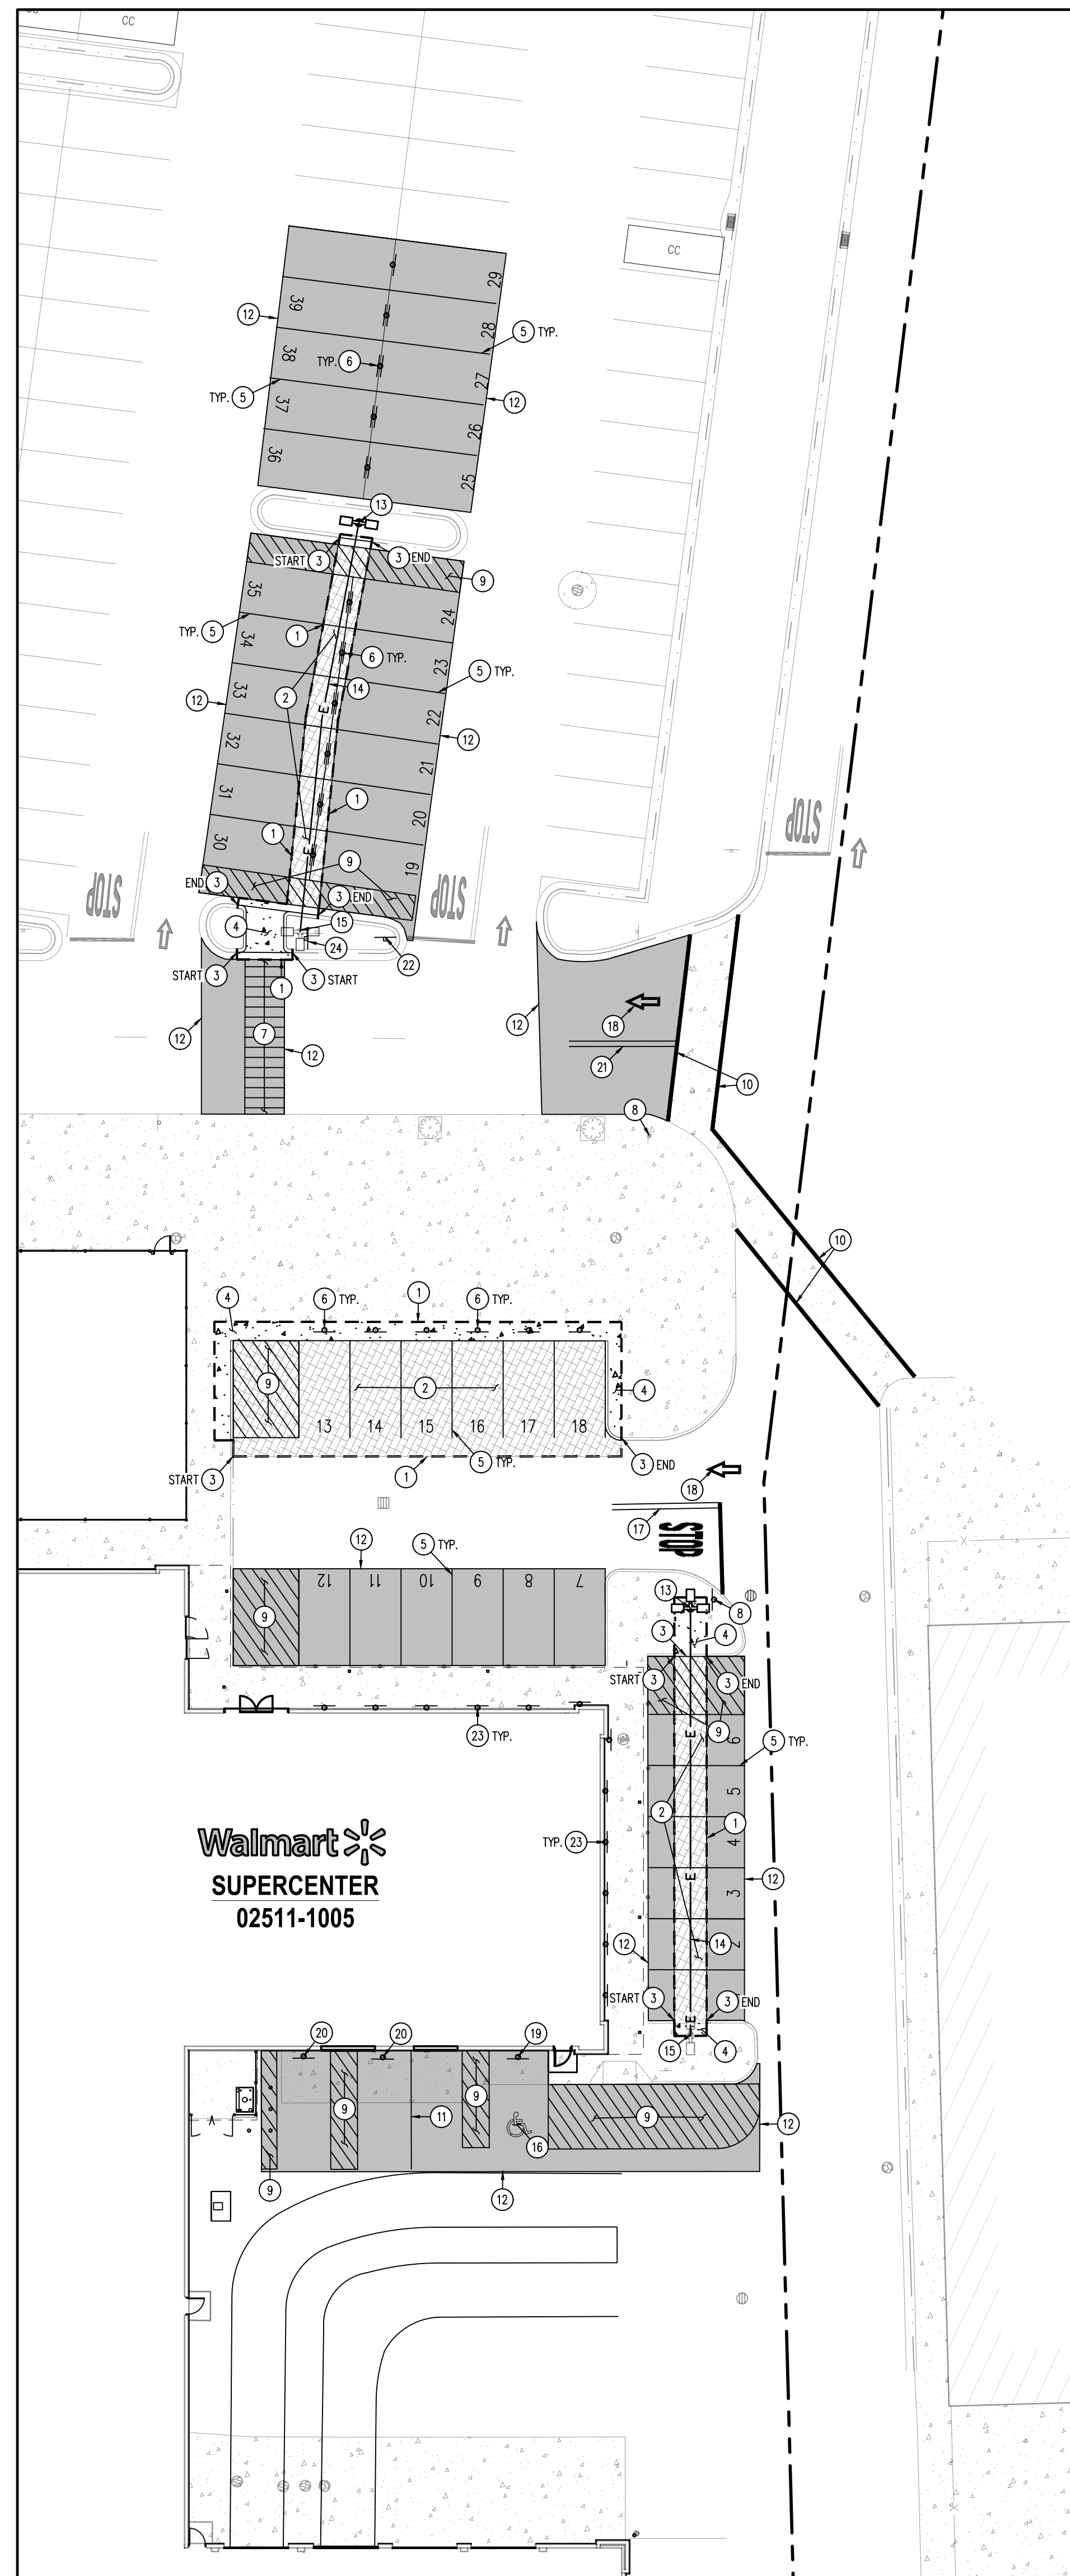 CC
CC
29
39
12
28
5 TYP.
38
TYP. 6
27
TYP. 5
37
12
26
36
25
13
START 3
3 END
9
35
24
TYP. 5
34
1
23
6 TYP.
5 TYP.
33
2
14
12
E
22
32
12
21
31
1
20
1
30
E
9
19
STOP
END 3
3 END
STOP
STOP
4
15
24
22
START 3
3 START
1
18
12
7
12
12
21
10
8
10
4
6 TYP.
1
6 TYP.
9
2
4
13
14
15
16
17
18
5 TYP.
START 3
1
3 END
18
17
STOP
12
5 TYP.
12
11
10
9
8
7
9
13
8
3
4
START 3
3 END
9
23 TYP.
E
6
5 TYP.
5
2
1
4
TYP. 23
Walmart
SUPERCENTER
02511-1005
E
3
12
12
14
2
START 3
3 END
E
15
4
20
20
19
9
9
11
9
16
12
9
12